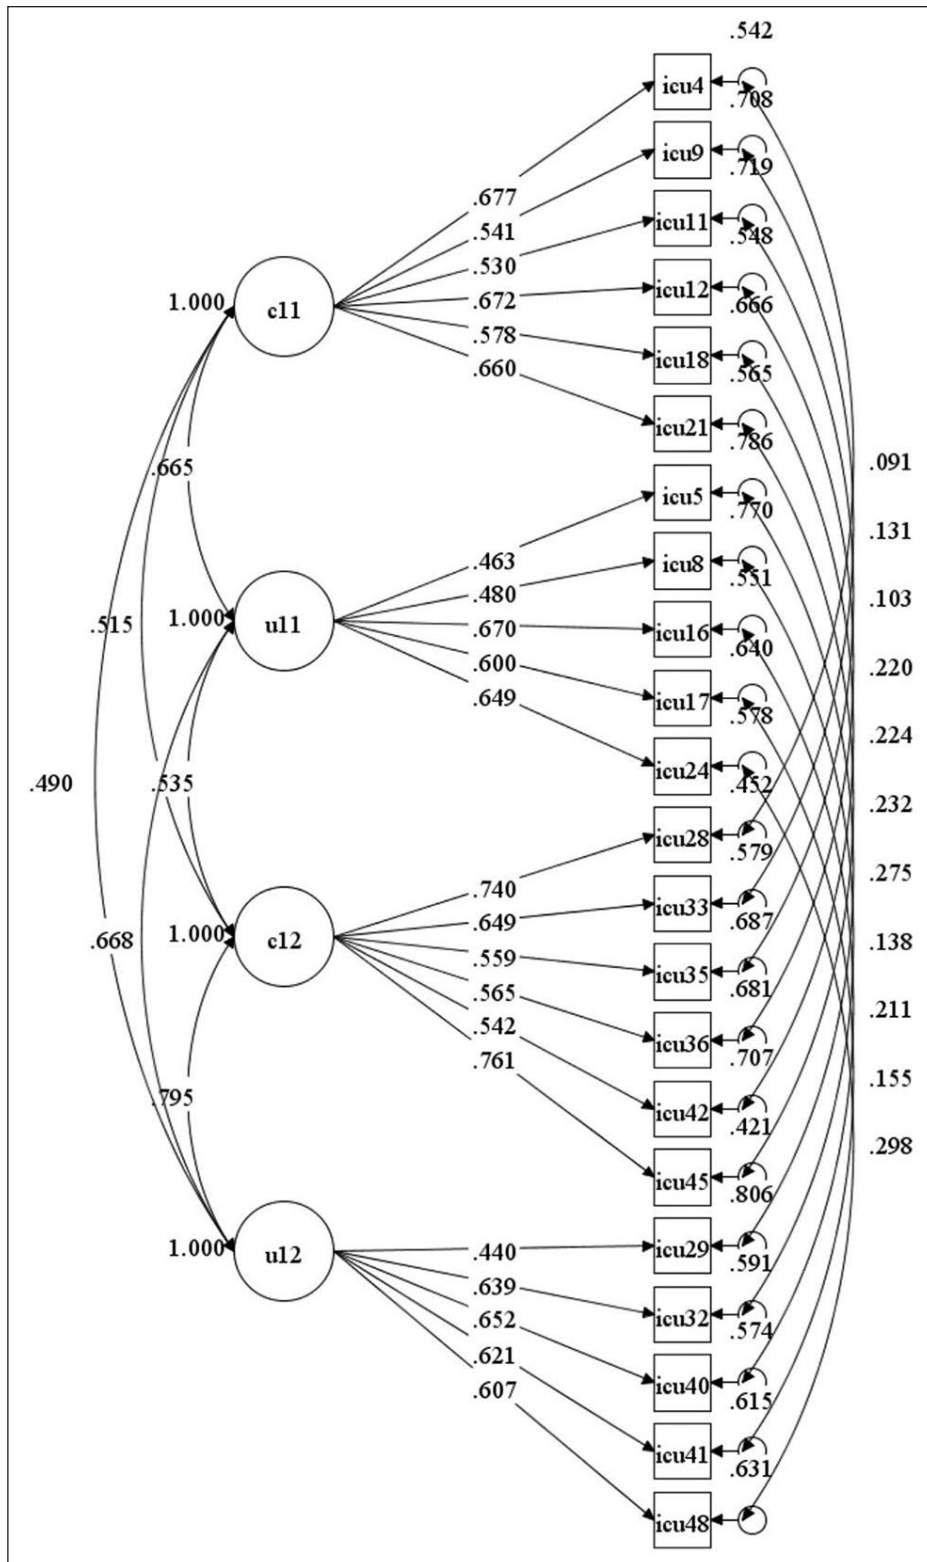 .542
icu4
.708
icu9
.677
.719
.541
icu11
.530
.548
1.000
c11
.672
icu12
.666
.578
icu18
.660
.565
icu21
.786
.665
.091
icu5
.770
.131
.463
icu8
.551
.480
.103
1.000
u11
.515
.670
icu16
.640
.600
.220
.649
icu17
.578
.224
icu24
.490
.535
.452
.232
icu28
.579
.275
.740
icu33
.649
.687
1.000
c12
.668
.138
.559
icu35
.681
.565
.211
.542
icu36
.707
.761
.155
.795
icu42
.421
.298
icu45
.806
1.000
u12
.440
icu29
.591
.639
.652
icu32
.574
.621
icu40
.607
.615
icu41
.631
icu48